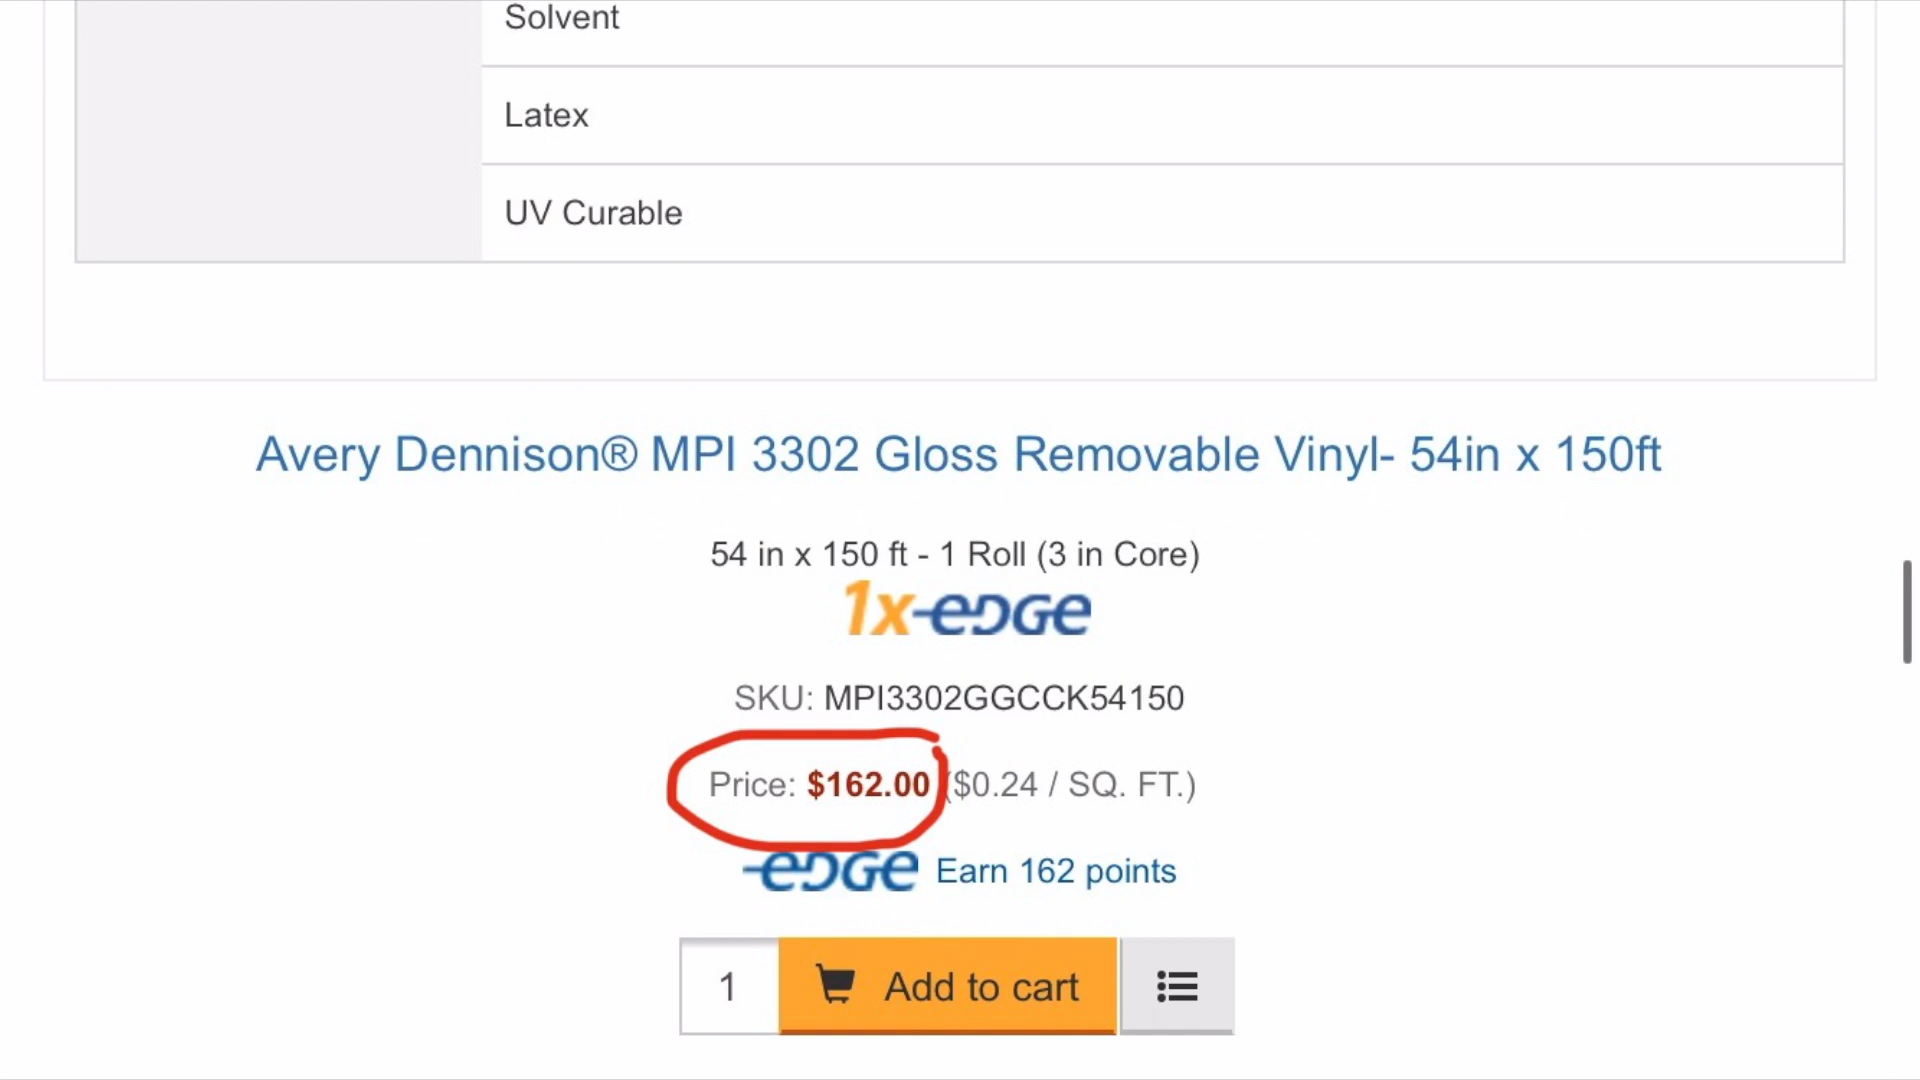 Solvent
Latex
UV Curable
Avery Dennison® MPI 3302 Gloss Removable Vinyl- 54in x 150ft
54 in x 150 ft - 1 Roll (3 in Core)
1x-eDGe
SKU: MPI3302GGCCK54150
Price: $162.00 ($0.24 / SQ. FT.)
eDGe Earn 162 points
1 Add to cart